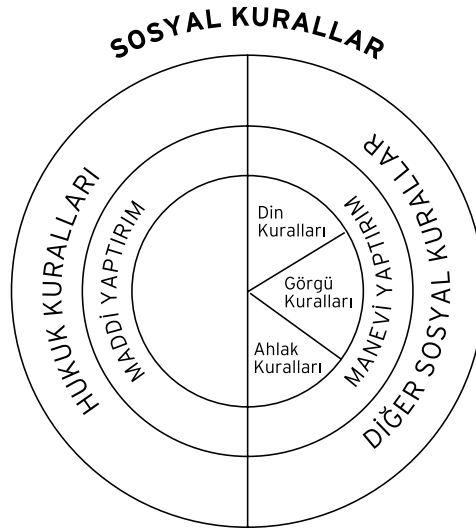 SOSYAL KURALLAR
HUKUK KURALLARI
MADDİ YAPTIRIM
Din
Kuralları
Görgü
Kuralları
Ahlak
Kuralları
MANEVİ YAPTIRIM
DİĞER SOSYAL KURALLAR